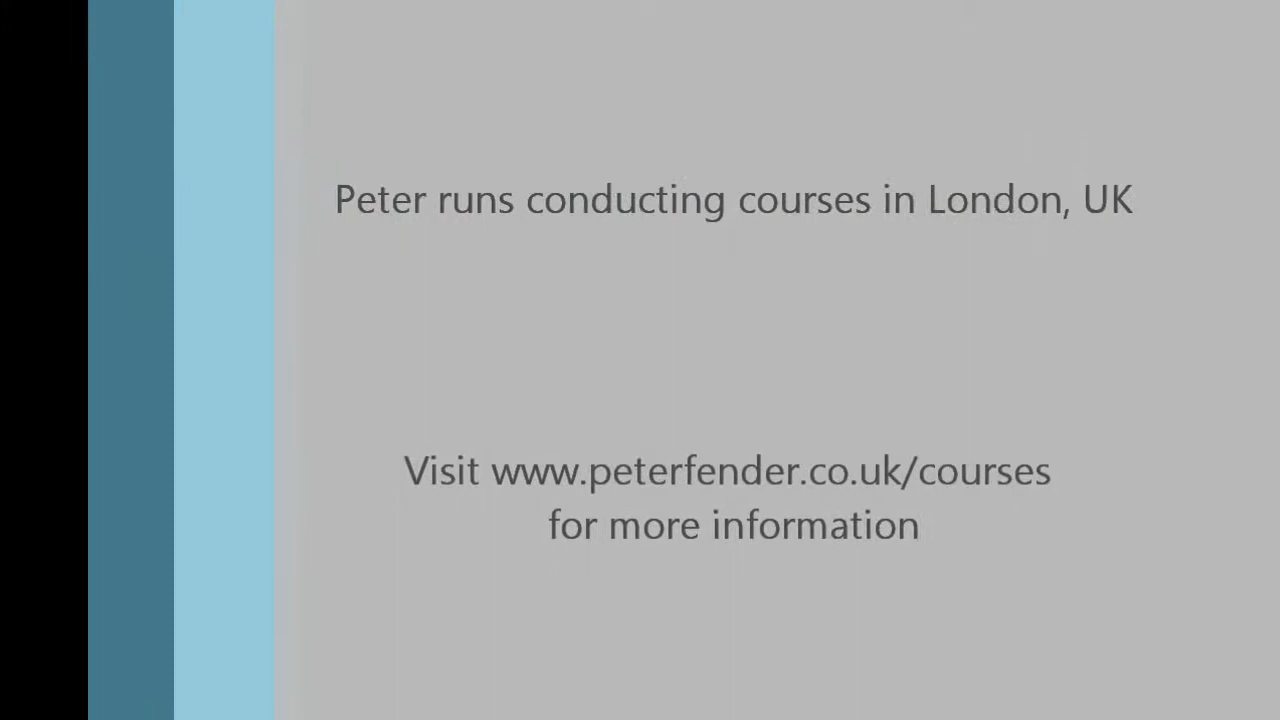 Peter runs conducting courses in London, UK
Visit www.peterfender.co.uk/courses
for more information